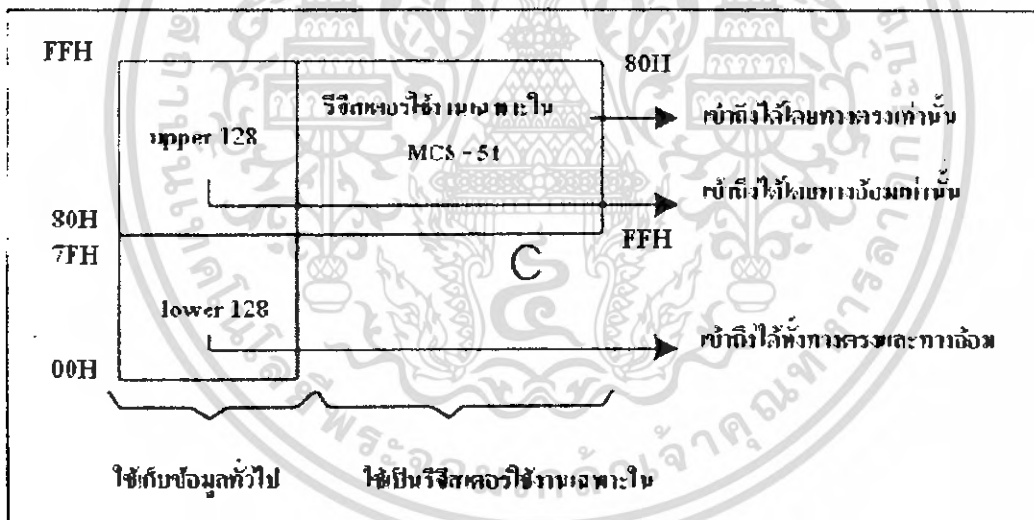 FFH
80H
รีจีสเตอร์ใช้งานเฉพาะใน
MCS - 51
upper 128
เข้าถึงได้โดยทางตรงเท่านั้น
เข้าถึงได้โดยทางอ้อมเท่านั้น
80H
FFH
7FH
C
lower 128
เข้าถึงได้ทั้งทางตรงและทางอ้อม
00H
ใช้เก็บข้อมูลทั่วไป
ใช้เป็นรีจีสเตอร์ใช้งานเฉพาะใน